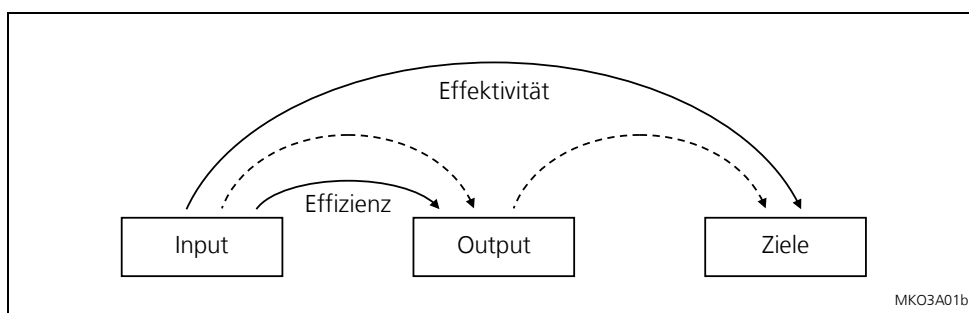 Effektivität
Effizienz
Input
Output
Ziele
MKO3A01b